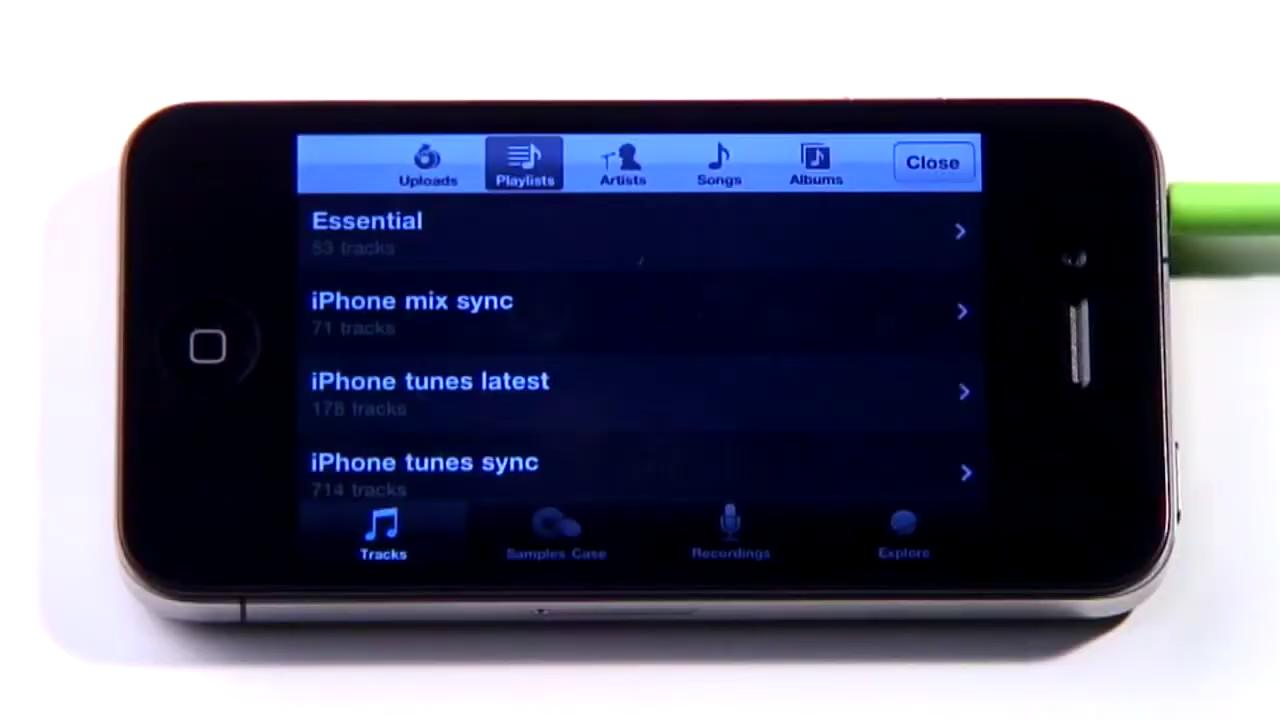 Uploads
Playlists
Artists
Songs
Albums
Close
Essential
53 tracks
iPhone mix sync
71 tracks
iPhone tunes latest
178 tracks
iPhone tunes sync
714 tracks
Tracks
Samples Case
Recordings
Explore